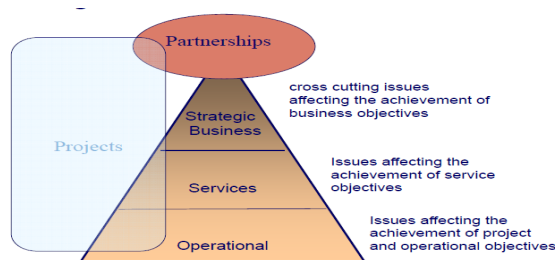 Partnerships
cross cutting issues
affecting the achievement of
business objectives
Strategic
Business
Projects
Issues affecting the
achievement of service
objectives
Services
Issues affecting the
achievement of project
and operational objectives
Operational